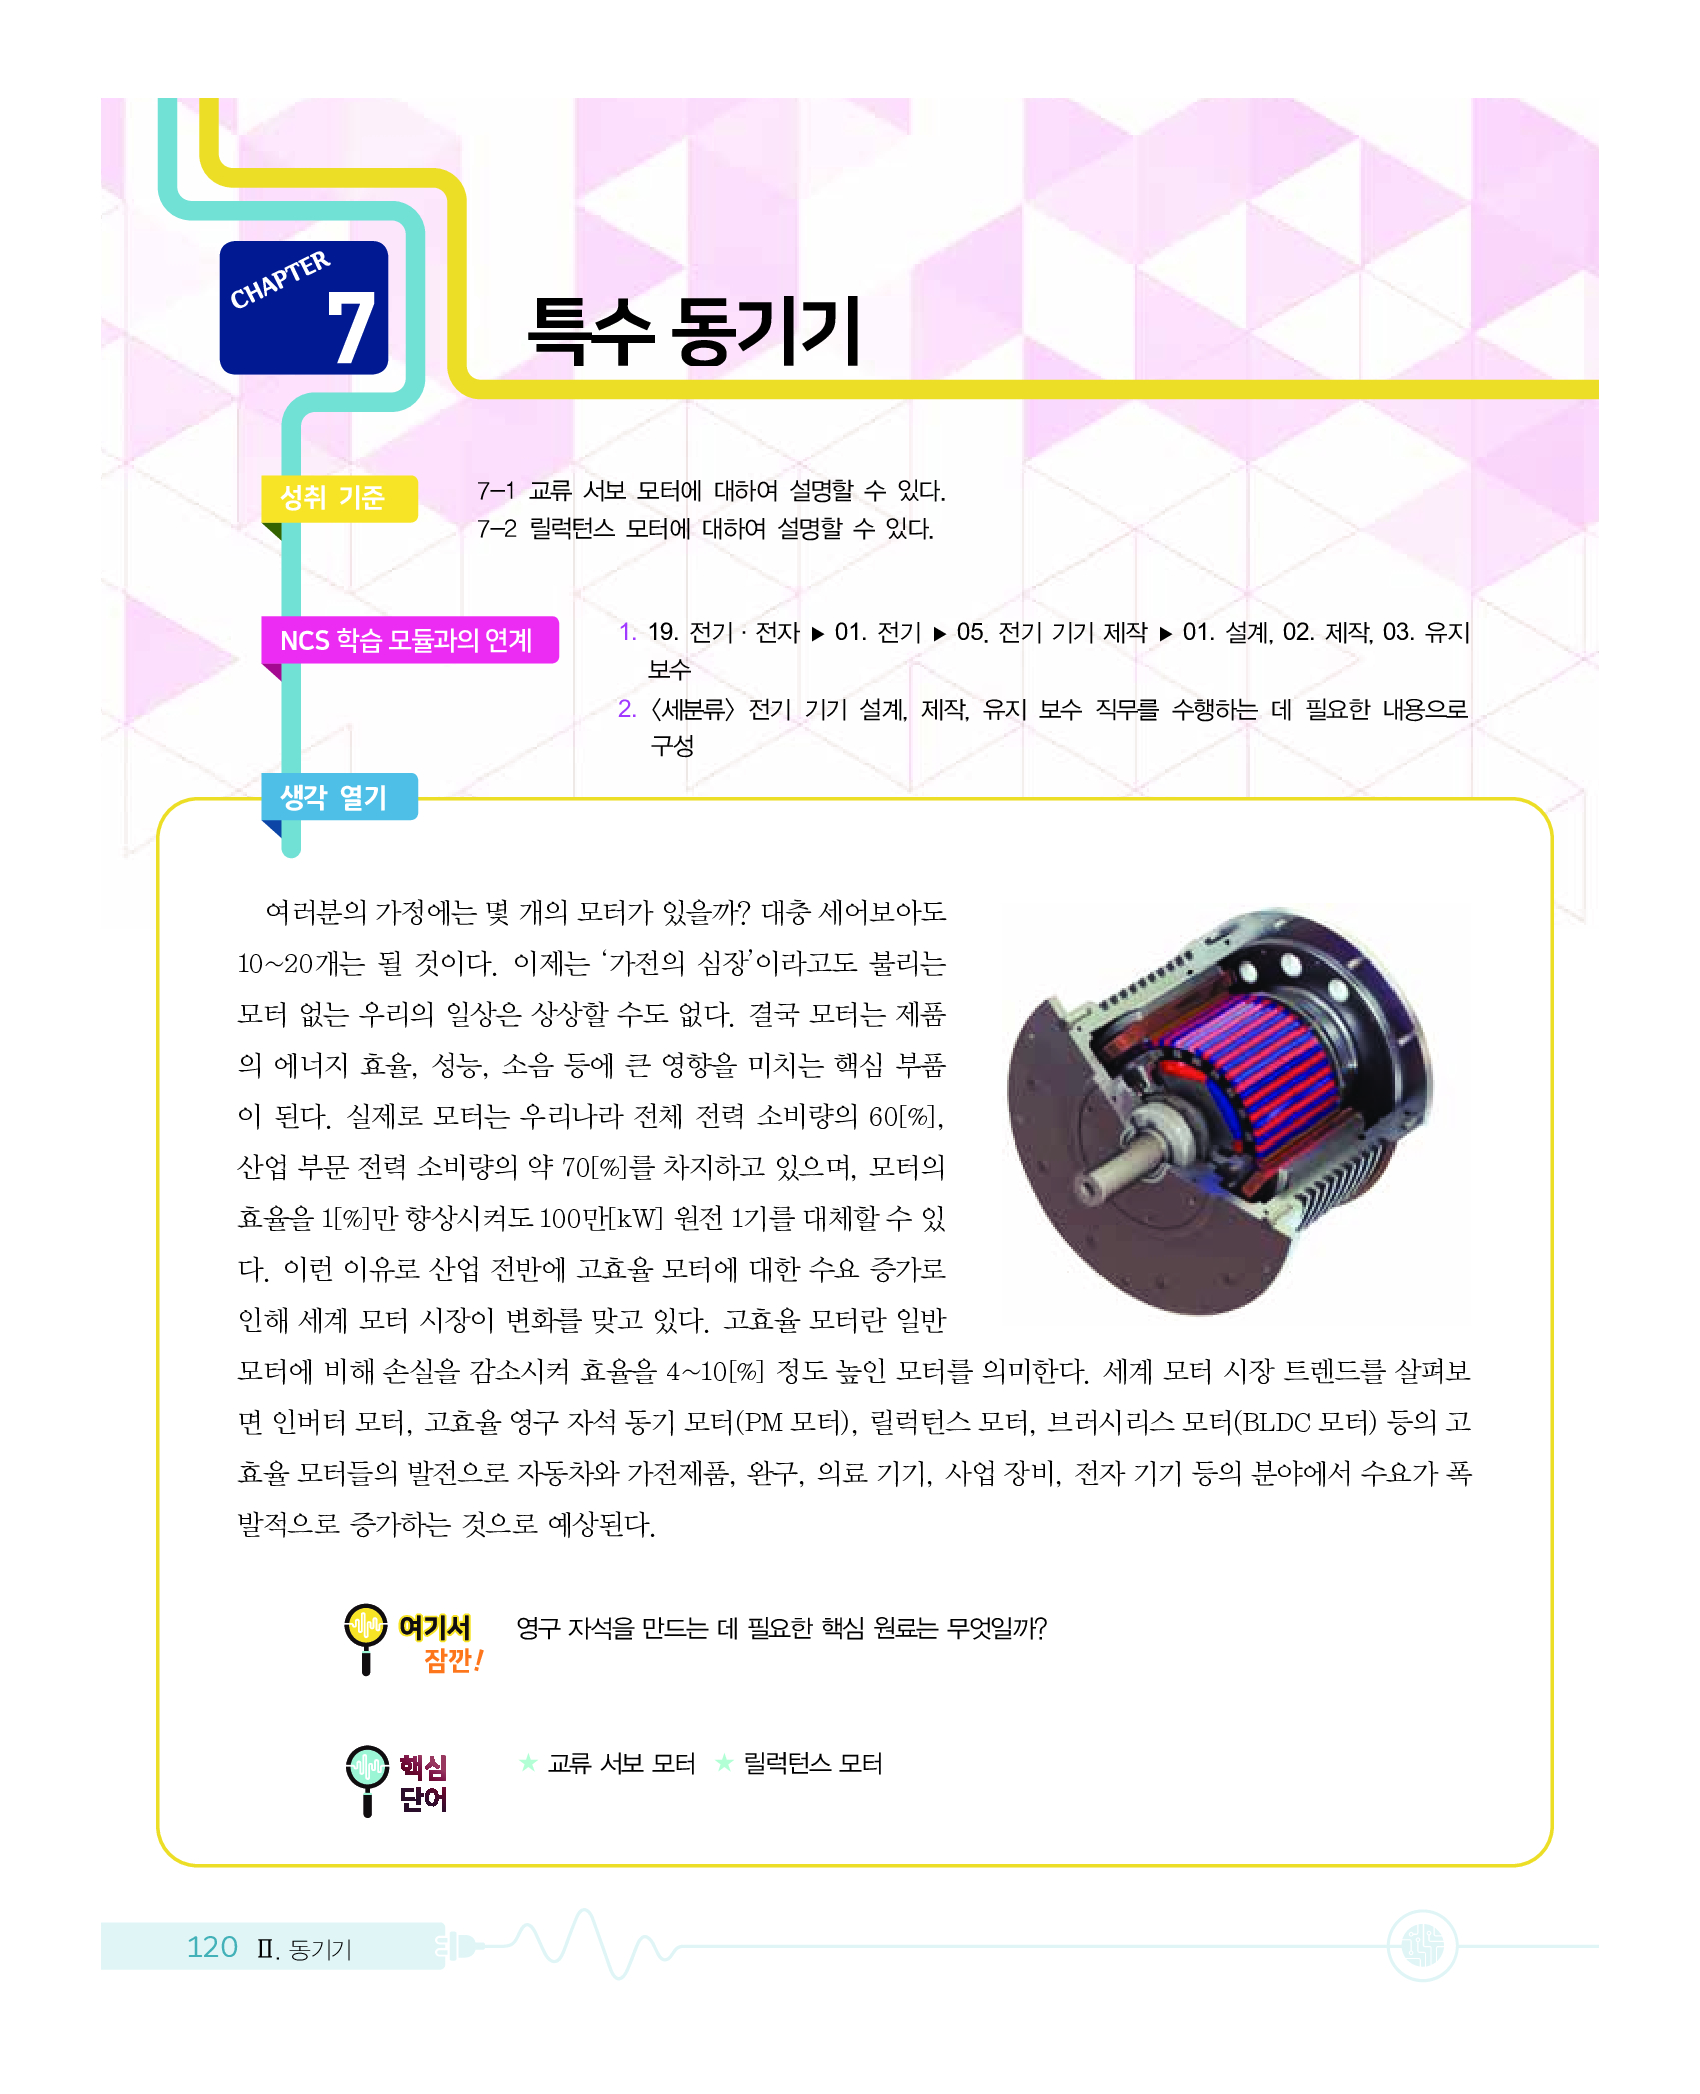 CHAPTER
7
특수 동기기
성취 기준
7-1 교류 서보 모터에 대하여 설명할 수 있다.
7-2 릴럭턴스 모터에 대하여 설명할 수 있다.
NCS 학습 모듈과의 연계
1. 19. 전기 · 전자 ▶ 01. 전기 ▶ 05. 전기 기기 제작 ▶ 01. 설계, 02. 제작, 03. 유지
보수
2. 〈세분류〉 전기 기기 설계, 제작, 유지 보수 직무를 수행하는 데 필요한 내용으로
구성
생각 열기
여러분의 가정에는 몇 개의 모터가 있을까? 대충 세어보아도
10~20개는 될 것이다. 이제는 ‘가전의 심장’이라고도 불리는
모터 없는 우리의 일상은 상상할 수도 없다. 결국 모터는 제품
의 에너지 효율, 성능, 소음 등에 큰 영향을 미치는 핵심 부품
이 된다. 실제로 모터는 우리나라 전체 전력 소비량의 60[%],
산업 부문 전력 소비량의 약 70[%]를 차지하고 있으며, 모터의
효율을 1[%]만 향상시켜도 100만[kW] 원전 1기를 대체할 수 있
다. 이런 이유로 산업 전반에 고효율 모터에 대한 수요 증가로
인해 세계 모터 시장이 변화를 맞고 있다. 고효율 모터란 일반
모터에 비해 손실을 감소시켜 효율을 4~10[%] 정도 높인 모터를 의미한다. 세계 모터 시장 트렌드를 살펴보
면 인버터 모터, 고효율 영구 자석 동기 모터(PM 모터), 릴럭턴스 모터, 브러시리스 모터(BLDC 모터) 등의 고
효율 모터들의 발전으로 자동차와 가전제품, 완구, 의료 기기, 사업 장비, 전자 기기 등의 분야에서 수요가 폭
발적으로 증가하는 것으로 예상된다.
여기서
잠깐!
영구 자석을 만드는 데 필요한 핵심 원료는 무엇일까?
핵심
단어
★ 교류 서보 모터 ★ 릴럭턴스 모터
120 Ⅱ. 동기기